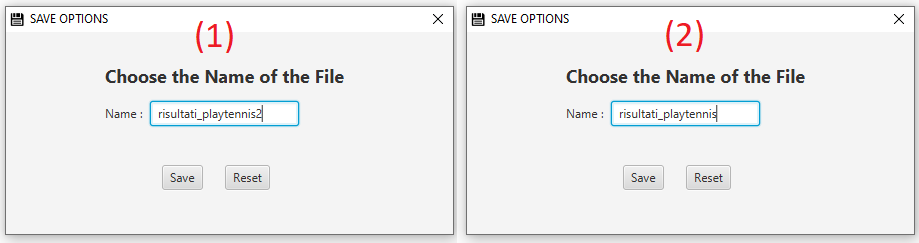 SAVE OPTIONS
(1)
Choose the Name of the File
Name : risultati_playtennis2
Save Reset
SAVE OPTIONS
(2)
Choose the Name of the File
Name : risultati_playtennis
Save Reset